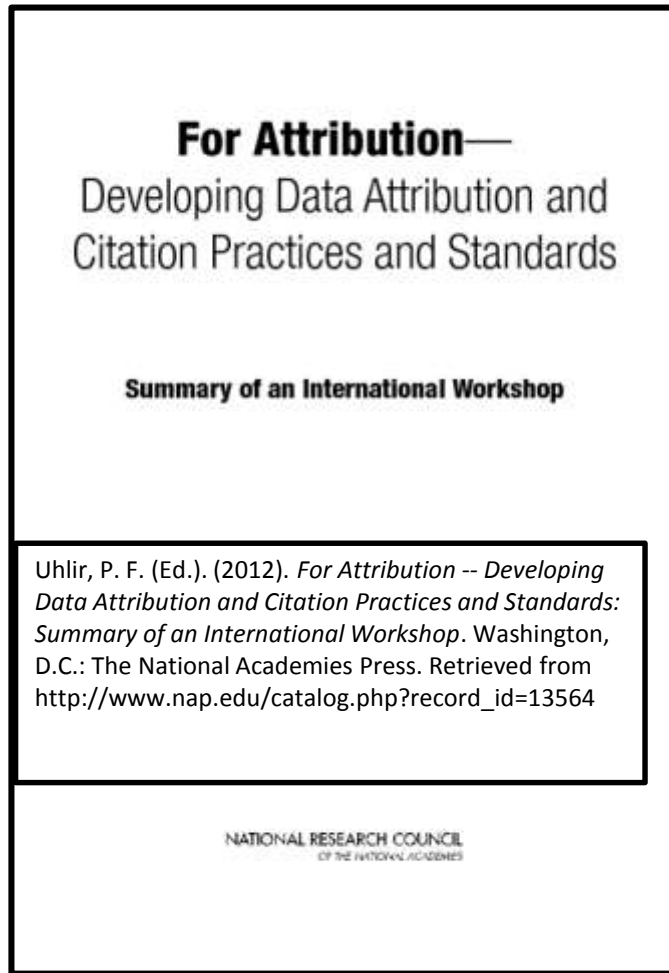 For Attribution—
Developing Data Attribution and
Citation Practices and Standards
Summary of an International Workshop
Uhlir, P. F. (Ed.). (2012). For Attribution -- Developing
Data Attribution and Citation Practices and Standards:
Summary of an International Workshop. Washington,
D.C.: The National Academies Press. Retrieved from
http://www.nap.edu/catalog.php?record_id=13564
NATIONAL RESEARCH COUNCIL
OF THE NATIONAL ACADEMIES